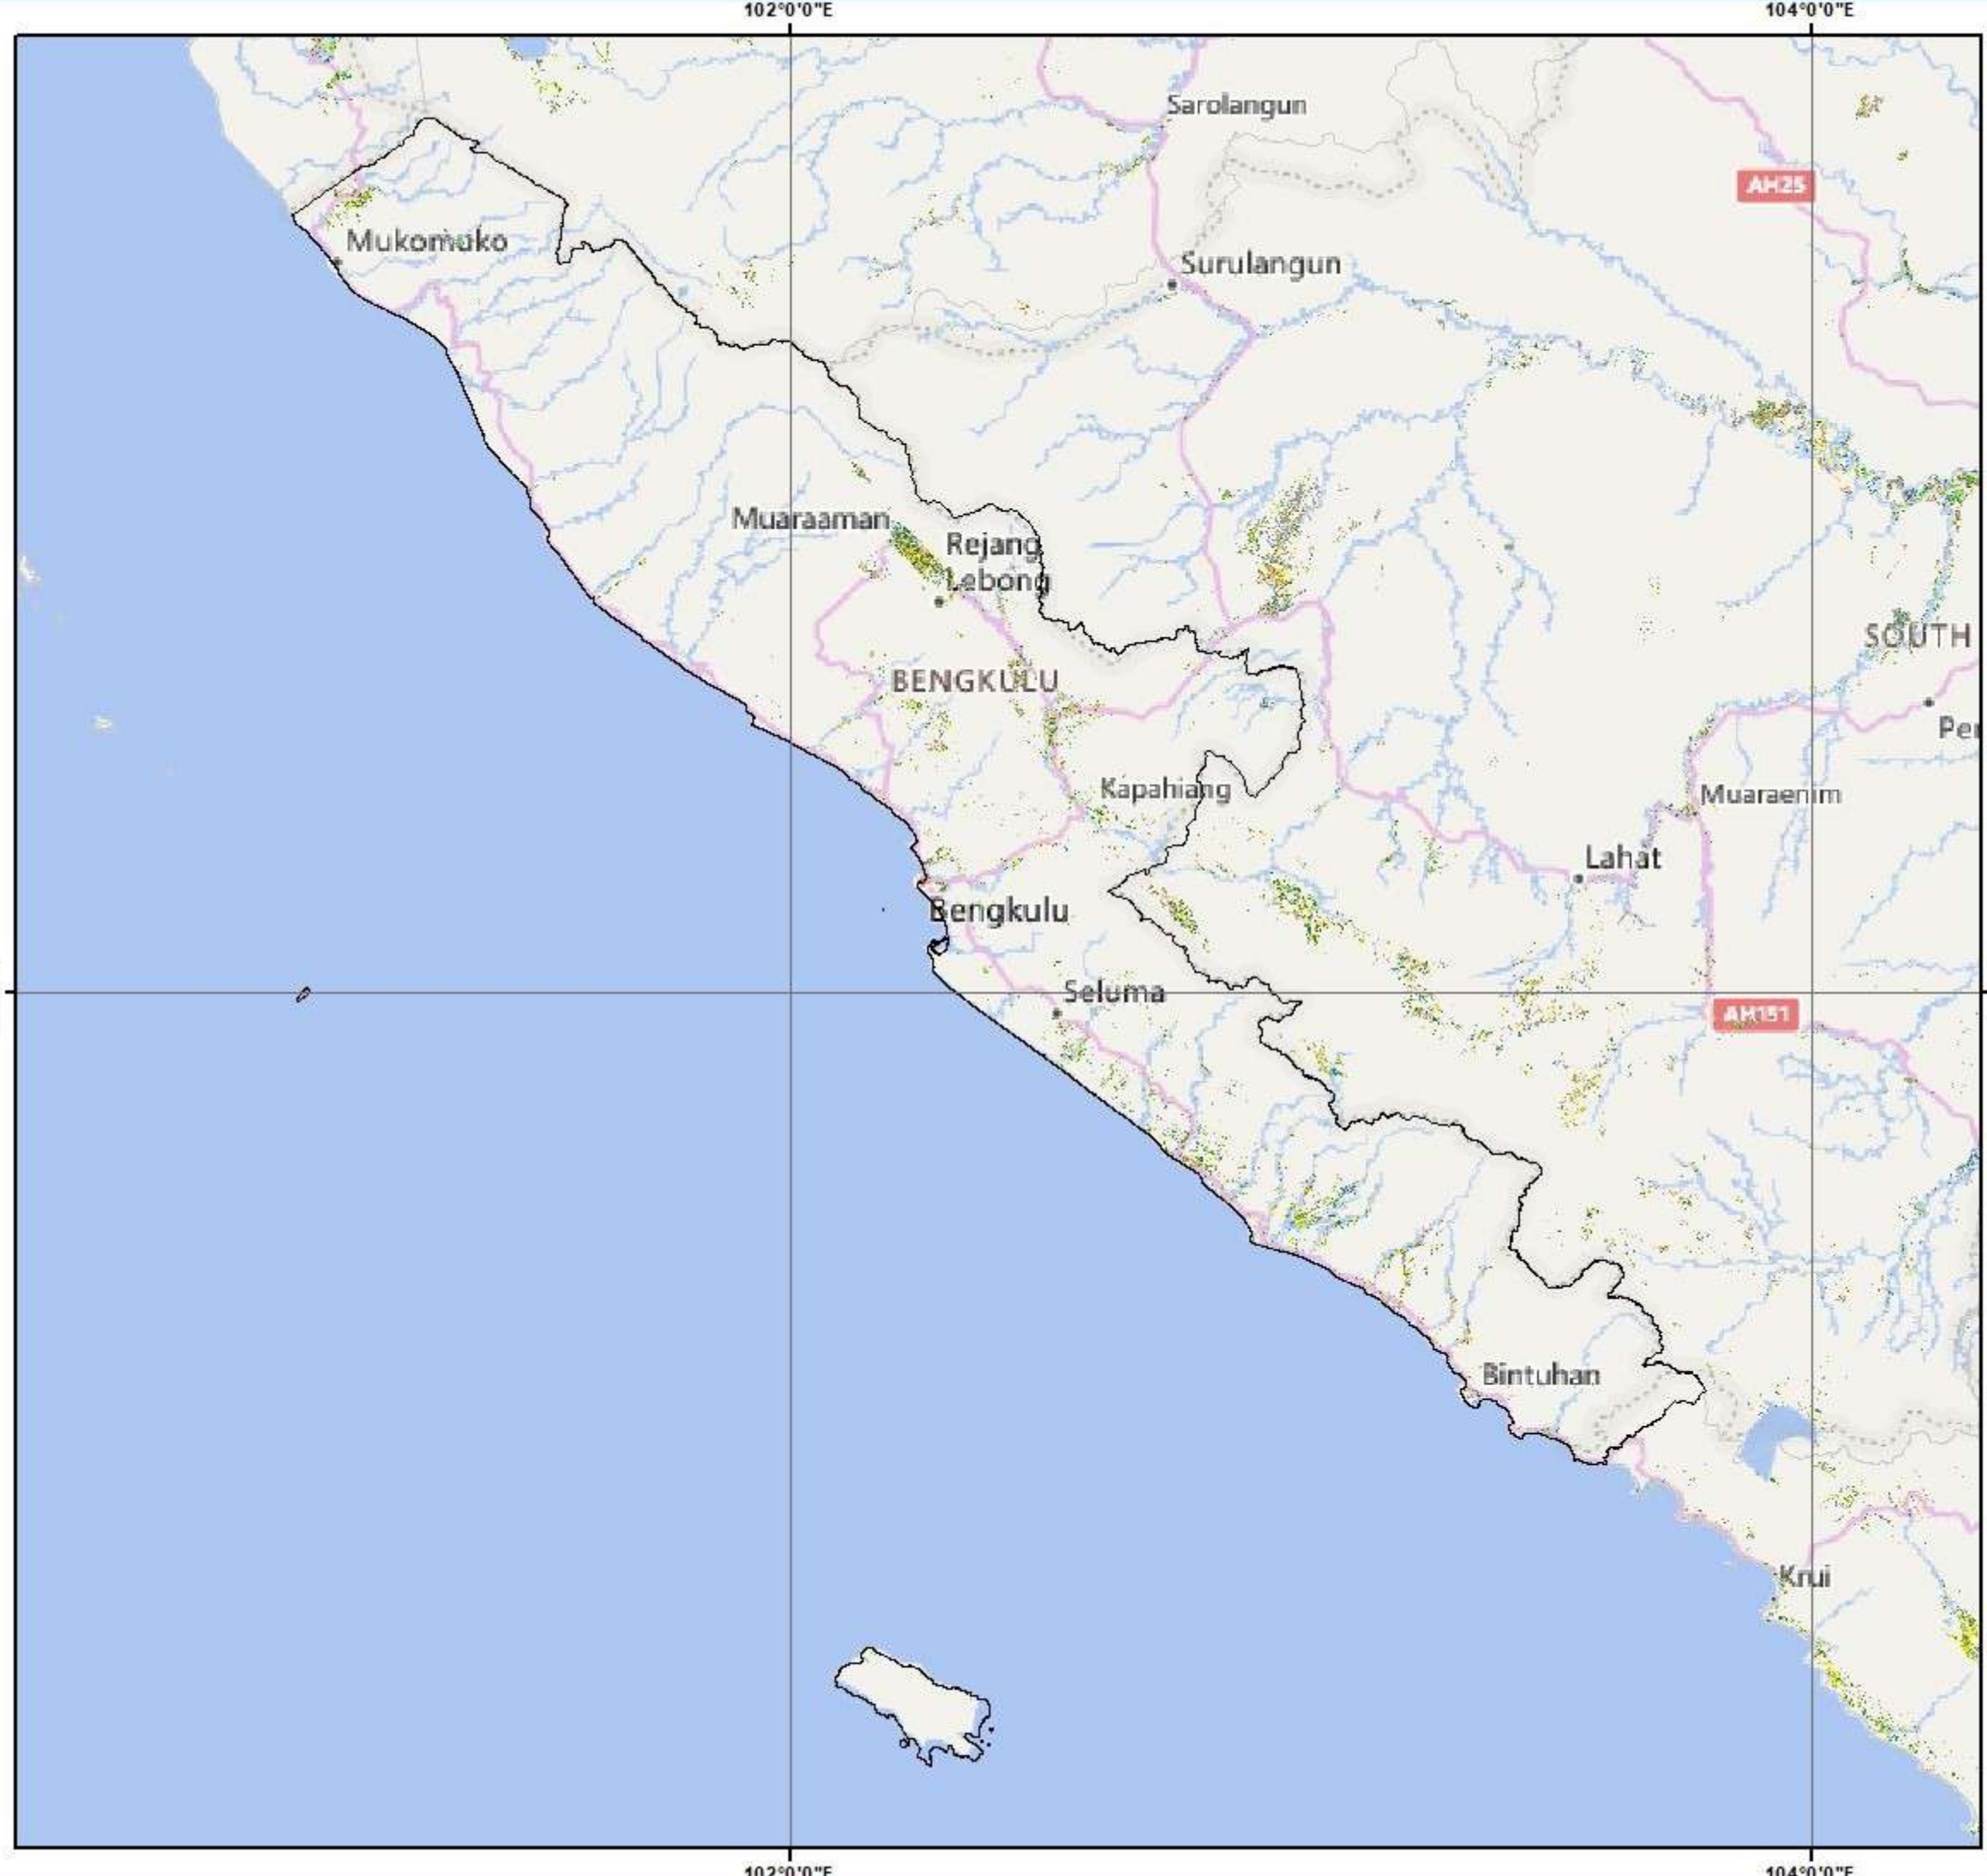 102°0'0"E
104°0'0"E
Sarolangun
AH25
Mukomuko
Surulangun
Muaraaman
Rejang
Lebong
SOUTH
BENGKULU
Per
Kapahiang
Muaraenim
Lahat
Bengkulu
Seluma
AH151
Bintuhan
Krui
102°0'0"E
104°0'0"E